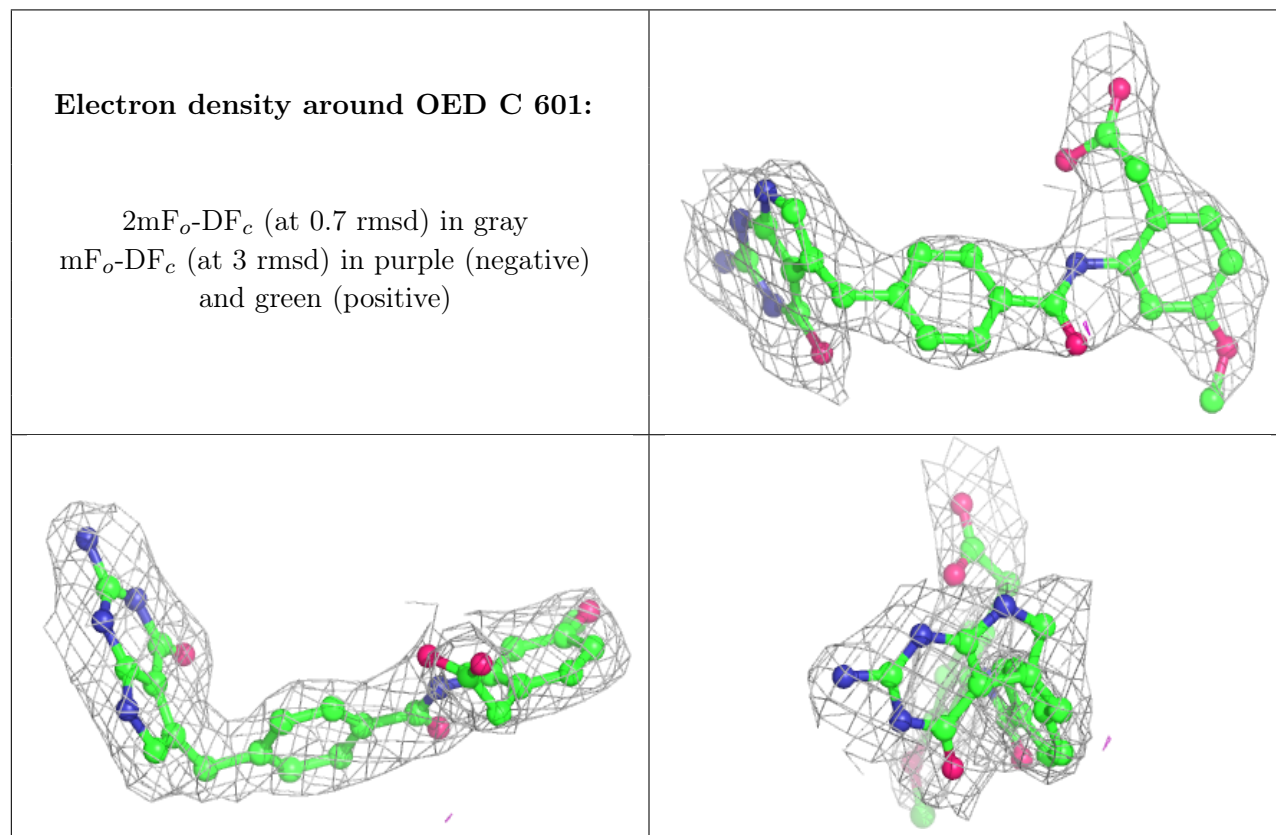 Electron density around OED C 601:
2mFo-DFc (at 0.7 rmsd) in gray
mFo-DFc (at 3 rmsd) in purple (negative)
and green (positive)